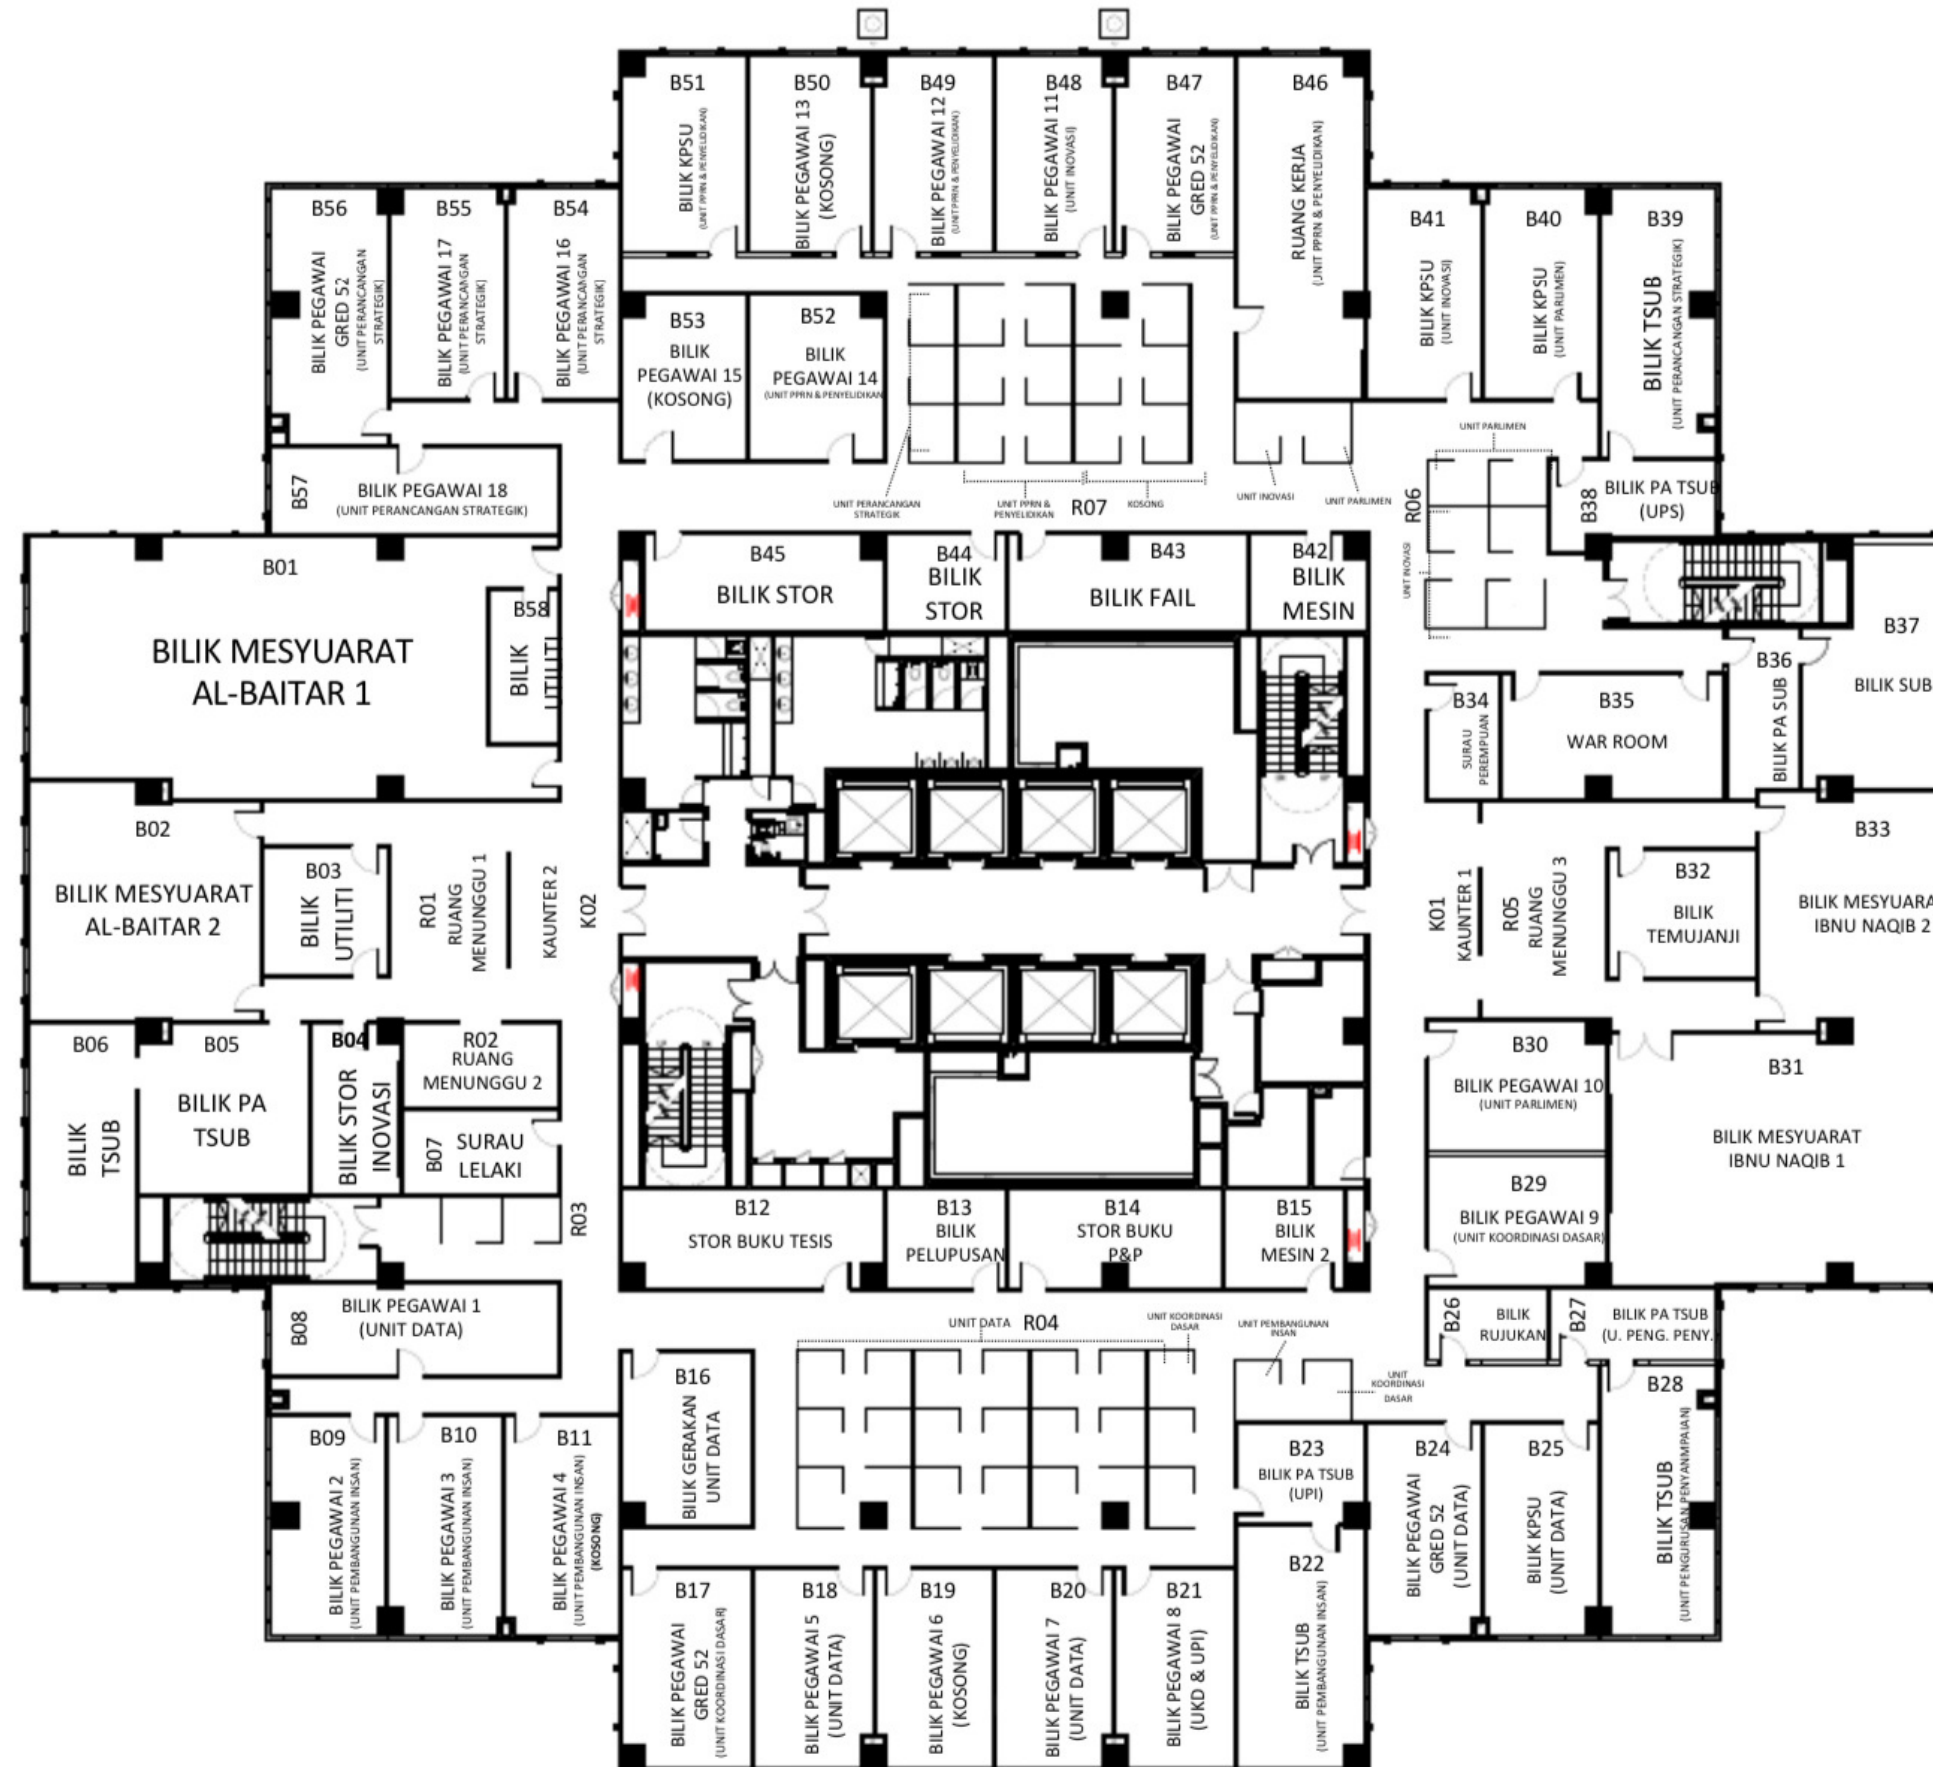 B51
BILIK KPSU
(UNIT PPRN & PENYELIDIKAN)
B50
BILIK PEGAWAI 13
(KOSONG)
B49
BILIK PEGAWAI 12
(UNIT PPRN & PENYELIDIKAN)
B48
BILIK PEGAWAI 11
(UNIT INOVASI)
B47
BILIK PEGAWAI
GRED 52
(UNIT PPRN & PENYELIDIKAN)
B46
RUANG KERJA
(UNIT PPRN & PENYELIDIKAN)
B56
BILIK PEGAWAI
GRED 52
(UNIT PERANCANGAN
STRATEGIK)
B55
BILIK PEGAWAI 17
(UNIT PERANCANGAN
STRATEGIK)
B54
BILIK PEGAWAI 16
(UNIT PERANCANGAN
STRATEGIK)
B53
BILIK
PEGAWAI 15
(KOSONG)
B52
BILIK
PEGAWAI 14
(UNIT PPRN & PENYELIDIKAN
B41
BILIK KPSU
(UNIT INOVASI)
B40
BILIK KPSU
(UNIT PARLIMEN)
B39
BILIK TSUB
(UNIT PERANCANGAN STRATEGIK)
B57
BILIK PEGAWAI 18
(UNIT PERANCANGAN STRATEGIK)
UNIT PERANCANGAN
STRATEGIK
UNIT PPRN &
PENYELIDIKAN
R07
KOSONG
UNIT INOVASI
UNIT PARLIMEN
UNIT PARLIMEN
R06
UNIT INOVASI
B38
BILIK PA TSUB
(UPS)
B01
BILIK MESYUARAT
AL-BAITAR 1
B58
BILIK
UTILITI
B45
BILIK STOR
B44
BILIK
STOR
B43
BILIK FAIL
B42
BILIK
MESIN
B37
BILIK SUB
B36
BILIK PA SUB
B34
SURAU
PEREMPUAN
B35
WAR ROOM
B02
BILIK MESYUARAT
AL-BAITAR 2
B03
BILIK
UTILITI
R01
RUANG
MENUNGGU 1
KAUNTER 2
K02
K01
KAUNTER 1
R05
RUANG
MENUNGGU 3
B32
BILIK
TEMUJANJI
B33
BILIK MESYUARA
IBNU NAQIB 2
B06
BILIK
TSUB
B05
BILIK PA
TSUB
B04
BILIK STOR
INOVASI
R02
RUANG
MENUNGGU 2
B07
SURAU
LELAKI
R03
B30
BILIK PEGAWAI 10
(UNIT PARLIMEN)
B31
BILIK MESYUARAT
IBNU NAQIB 1
B29
BILIK PEGAWAI 9
(UNIT KOORDINASI DASAR)
B12
STOR BUKU TESIS
B13
BILIK
PELUPUSAN
B14
STOR BUKU
P&P
B15
BILIK
MESIN 2
B08
BILIK PEGAWAI 1
(UNIT DATA)
UNIT DATA
R04
UNIT KOORDINASI
DASAR
UNIT PEMBANGUNAN
INSAN
UNIT
KOORDINASI
DASAR
B26
BILIK
RUJUKAN
B27
BILIK PA TSUB
(U. PENG. PENY.
B28
BILIK TSUB
(UNIT PENGURUSAN PENYAMPAIAN)
B09
BILIK PEGAWAI 2
(UNIT PEMBANGUNAN INSAN)
B10
BILIK PEGAWAI 3
(UNIT PEMBANGUNAN INSAN)
B11
BILIK PEGAWAI 4
(UNIT PEMBANGUNAN INSAN)
(KOSONG)
B16
BILIK GERAKAN
UNIT DATA
B23
BILIK PA TSUB
(UPI)
B24
BILIK PEGAWAI
GRED 52
(UNIT DATA)
B25
BILIK KPSU
(UNIT DATA)
B17
BILIK PEGAWAI
GRED 52
(UNIT KOORDINASI DASAR)
B18
BILIK PEGAWAI 5
(UNIT DATA)
B19
BILIK PEGAWAI 6
(KOSONG)
B20
BILIK PEGAWAI 7
(UNIT DATA)
B21
BILIK PEGAWAI 8
(UKD & UPI)
B22
BILIK TSUB
(UNIT PEMBANGUNAN INSAN)